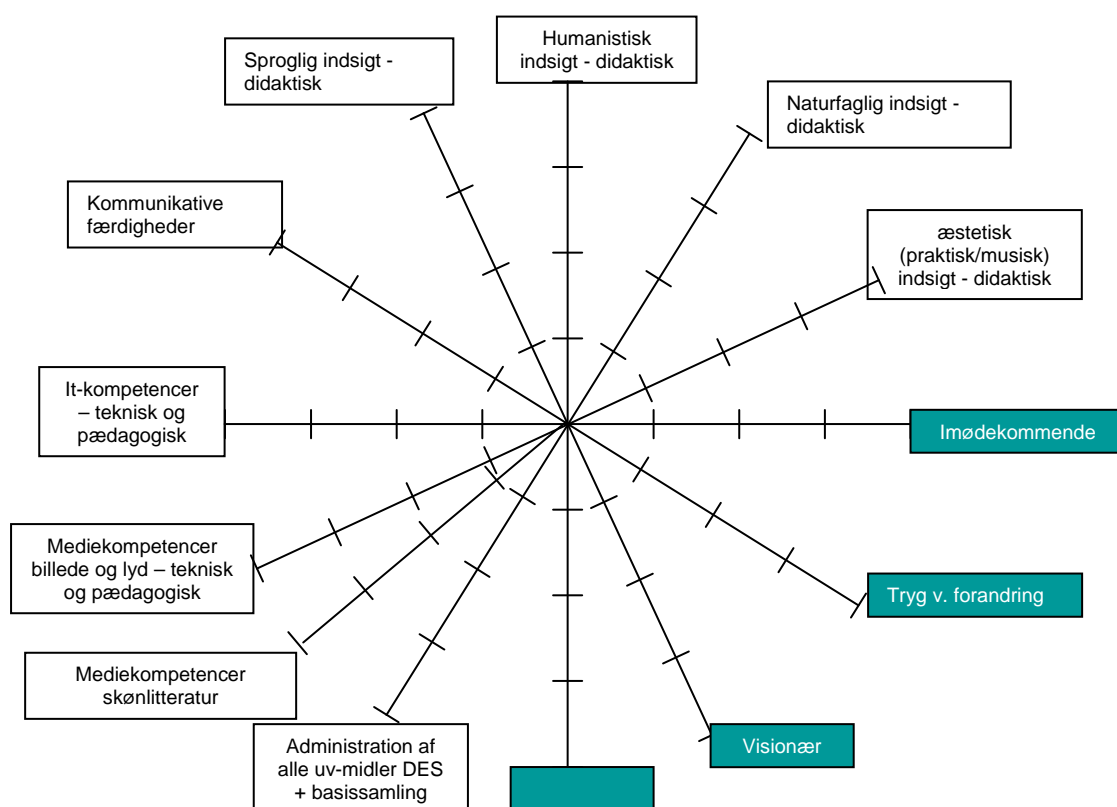 Humanistisk
indsigt - didaktisk
Sproglig indsigt -
didaktisk
Naturfaglig indsigt -
didaktisk
Kommunikative
færdigheder
æstetisk
(praktisk/musisk)
indsigt - didaktisk
It-kompetencer
– teknisk og
pædagogisk
Imødekommende
Mediekompetencer
billede og lyd – teknisk
og pædagogisk
Tryg v. forandring
Mediekompetencer
skønlitteratur
Administration af
alle uv-midler DES
+ basissamling
Visionær